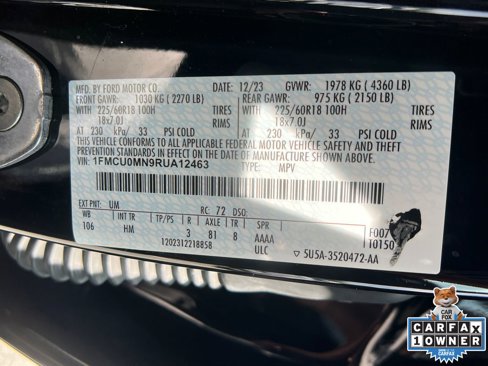 MFD. BY FORD MOTOR CO. DATE: 12/23 GVWR: 1978 KG ( 4360 LB)
FRONT GAWR: 1030 KG ( 2270 LB) REAR GAWR: 975 KG ( 2150 LB)
WITH 225/60R18 100H TIRES WITH 225/60R18 100H TIRES
18x7.0J RIMS 18x7.0J RIMS
AT 230 kPa/ 33 PSI COLD AT 230 kPa/ 33 PSI COLD
THIS VEHICLE CONFORMS TO ALL APPLICABLE FEDERAL MOTOR VEHICLE SAFETY, BUMPER, AND THEFT
PREVENTION STANDARDS IN EFFECT ON THE DATE OF MANUFACTURE SHOWN ABOVE.
VIN: 1FMCU0MN9RUA12463 TYPE: MPV
EXT PNT: UM RC: 72 DSO:
WB INT TR TP/PS R AXLE TR SPR F007
106 HM 3 81 8 AAAA T0150
1202312218858 ULC 5U5A-3520472-AA
CAR
FOX
CARFAX
1 OWNER